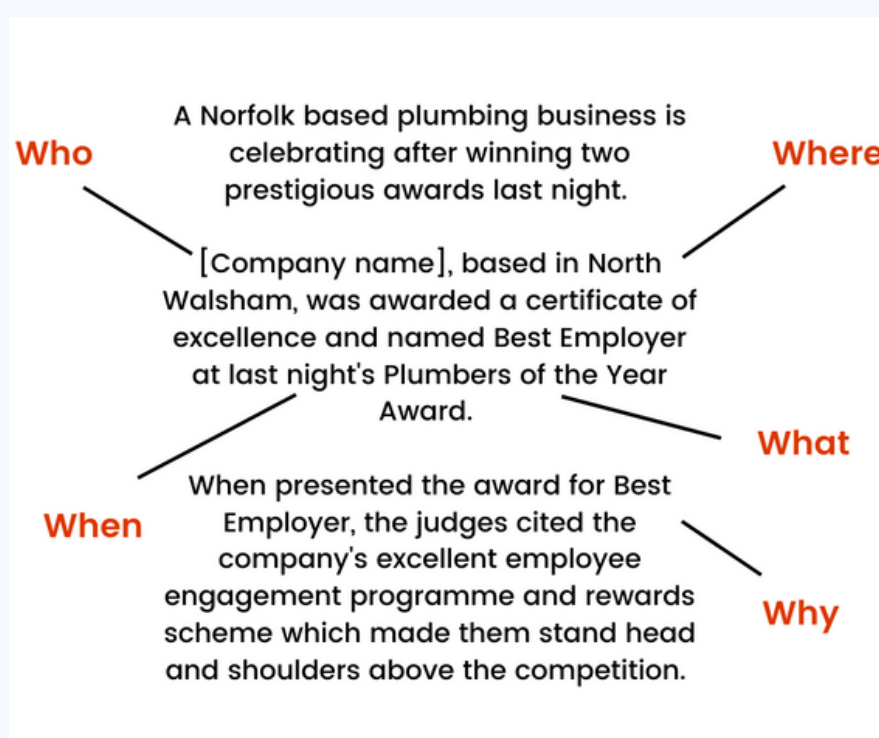 A Norfolk based plumbing business is
Who
celebrating after winning two
Where
prestigious awards last night.
[Company name], based in North
Walsham, was awarded a certificate of
excellence and named Best Employer
at last night's Plumbers of the Year
Award.
What
When presented the award for Best
When
Employer, the judges cited the
company's excellent employee
engagement programme and rewards
Why
scheme which made them stand head
and shoulders above the competition.